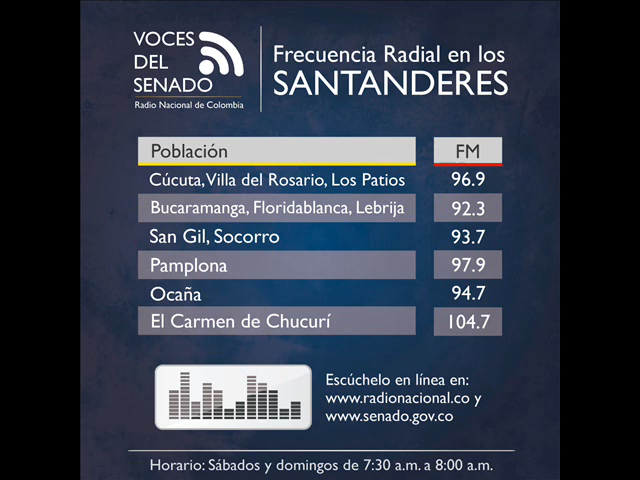 VOCES
DEL
SENADO
Radio Nacional de Colombia
Frecuencia Radial en los
SANTANDERES
Población FM
Cúcuta, Villa del Rosario, Los Patios 96.9
Bucaramanga, Floridablanca, Lebrija 92.3
San Gil, Socorro 93.7
Pamplona 97.9
Ocaña 94.7
El Carmen de Chucurí 104.7
Escúchelo en línea en:
www.radionacional.co y
www.senado.gov.co
Horario: Sábados y domingos de 7:30 a.m. a 8:00 a.m.